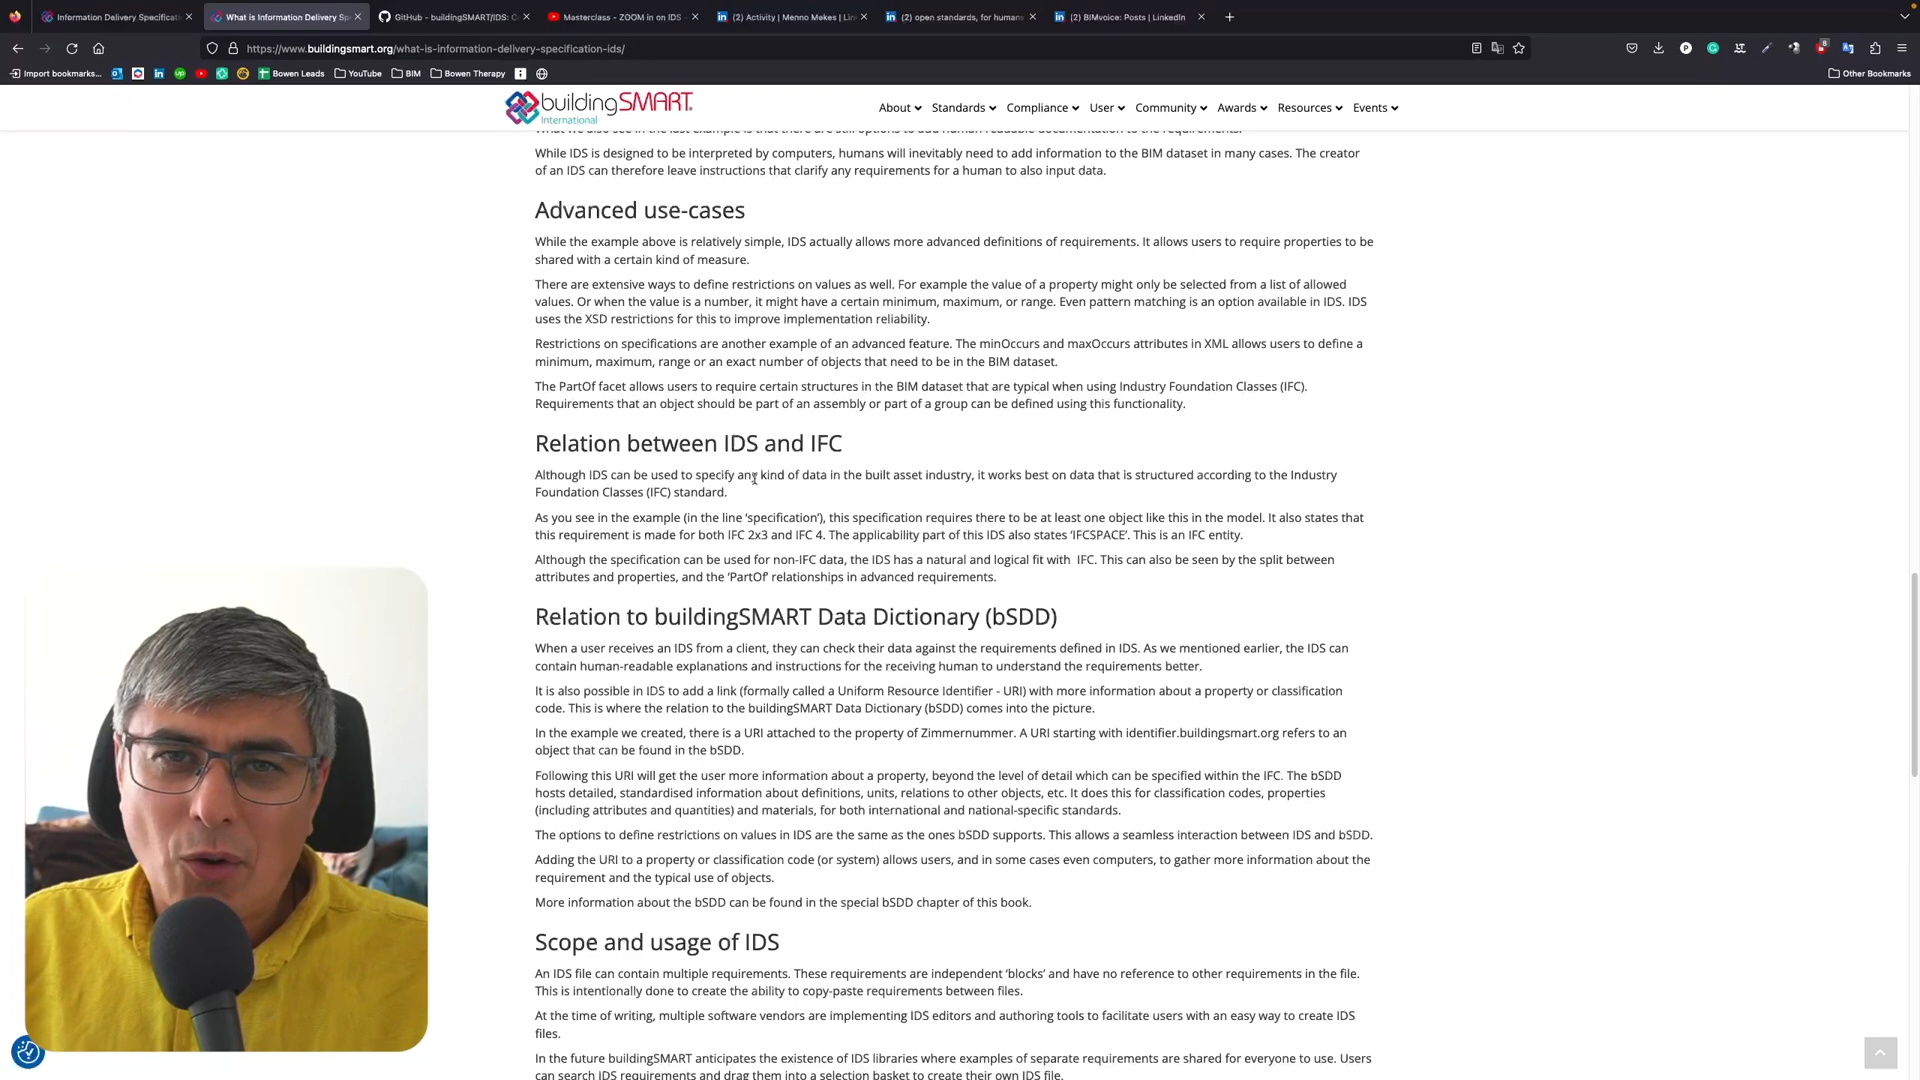 Information Delivery Specificati
What is Information Delivery Sp
GitHub - buildingSMART/IDS: C
Masterclass - ZOOM in on IDS -
(2) Activity | Menno Mekes | Lin
(2) open standards, for humans
(2) BIMvoice: Posts | LinkedIn
https://www.buildingsmart.org/what-is-information-delivery-specification-ids/
Import bookmarks...
Bowen Leads
YouTube
BIM
Bowen Therapy
Other Bookmarks
buildingSMART
International
About
Standards
Compliance
User
Community
Awards
Resources
Events
What we also see in the last example is that there are still options to add human readable documentation to the requirements.
While IDS is designed to be interpreted by computers, humans will inevitably need to add information to the BIM dataset in many cases. The creator
of an IDS can therefore leave instructions that clarify any requirements for a human to also input data.
Advanced use-cases
While the example above is relatively simple, IDS actually allows more advanced definitions of requirements. It allows users to require properties to be
shared with a certain kind of measure.
There are extensive ways to define restrictions on values as well. For example the value of a property might only be selected from a list of allowed
values. Or when the value is a number, it might have a certain minimum, maximum, or range. Even pattern matching is an option available in IDS. IDS
uses the XSD restrictions for this to improve implementation reliability.
Restrictions on specifications are another example of an advanced feature. The minOccurs and maxOccurs attributes in XML allows users to define a
minimum, maximum, range or an exact number of objects that need to be in the BIM dataset.
The PartOf facet allows users to require certain structures in the BIM dataset that are typical when using Industry Foundation Classes (IFC).
Requirements that an object should be part of an assembly or part of a group can be defined using this functionality.
Relation between IDS and IFC
Although IDS can be used to specify any kind of data in the built asset industry, it works best on data that is structured according to the Industry
Foundation Classes (IFC) standard.
As you see in the example (in the line ‘specification’), this specification requires there to be at least one object like this in the model. It also states that
this requirement is made for both IFC 2x3 and IFC 4. The applicability part of this IDS also states ‘IFCSPACE’. This is an IFC entity.
Although the specification can be used for non-IFC data, the IDS has a natural and logical fit with IFC. This can also be seen by the split between
attributes and properties, and the ‘PartOf’ relationships in advanced requirements.
Relation to buildingSMART Data Dictionary (bSDD)
When a user receives an IDS from a client, they can check their data against the requirements defined in IDS. As we mentioned earlier, the IDS can
contain human-readable explanations and instructions for the receiving human to understand the requirements better.
It is also possible in IDS to add a link (formally called a Uniform Resource Identifier - URI) with more information about a property or classification
code. This is where the relation to the buildingSMART Data Dictionary (bSDD) comes into the picture.
In the example we created, there is a URI attached to the property of Zimmernummer. A URI starting with identifier.buildingsmart.org refers to an
object that can be found in the bSDD.
Following this URI will get the user more information about a property, beyond the level of detail which can be specified within the IFC. The bSDD
hosts detailed, standardised information about definitions, units, relations to other objects, etc. It does this for classification codes, properties
(including attributes and quantities) and materials, for both international and national-specific standards.
The options to define restrictions on values in IDS are the same as the ones bSDD supports. This allows a seamless interaction between IDS and bSDD.
Adding the URI to a property or classification code (or system) allows users, and in some cases even computers, to gather more information about the
requirement and the typical use of objects.
More information about the bSDD can be found in the special bSDD chapter of this book.
Scope and usage of IDS
An IDS file can contain multiple requirements. These requirements are independent ‘blocks’ and have no reference to other requirements in the file.
This is intentionally done to create the ability to copy-paste requirements between files.
At the time of writing, multiple software vendors are implementing IDS editors and authoring tools to facilitate users with an easy way to create IDS
files.
In the future buildingSMART anticipates the existence of IDS libraries where examples of separate requirements are shared for everyone to use. Users
can search IDS requirements and drag them into a selection basket to create their own IDS file.